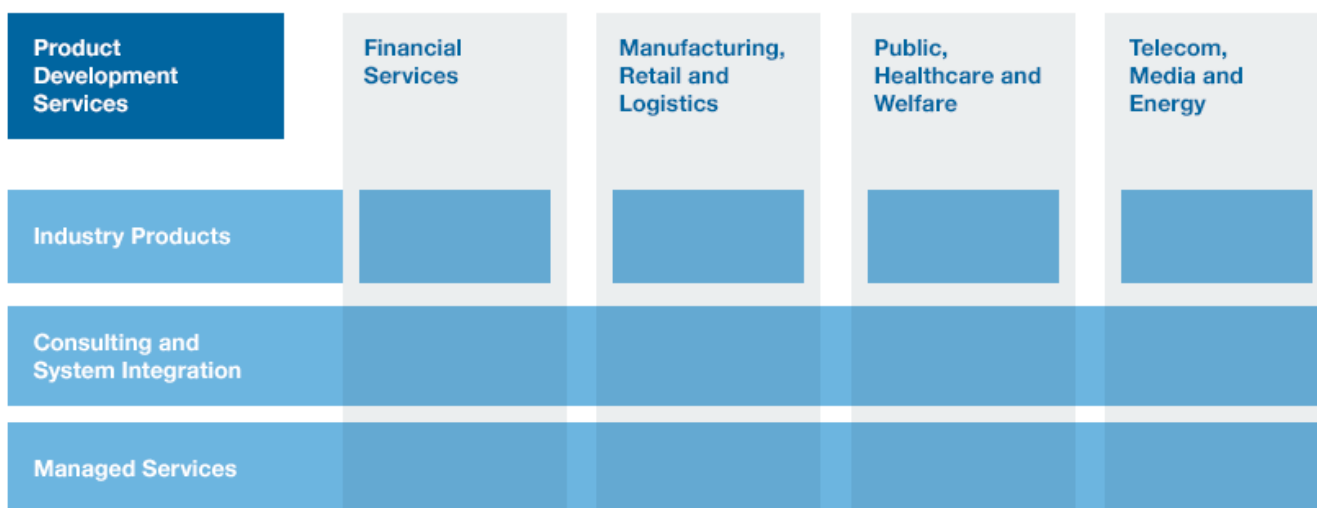 Product
Development
Services
Financial
Services
Manufacturing,
Retail and
Logistics
Public,
Healthcare and
Welfare
Telecom,
Media and
Energy
Industry Products
Consulting and
System Integration
Managed Services